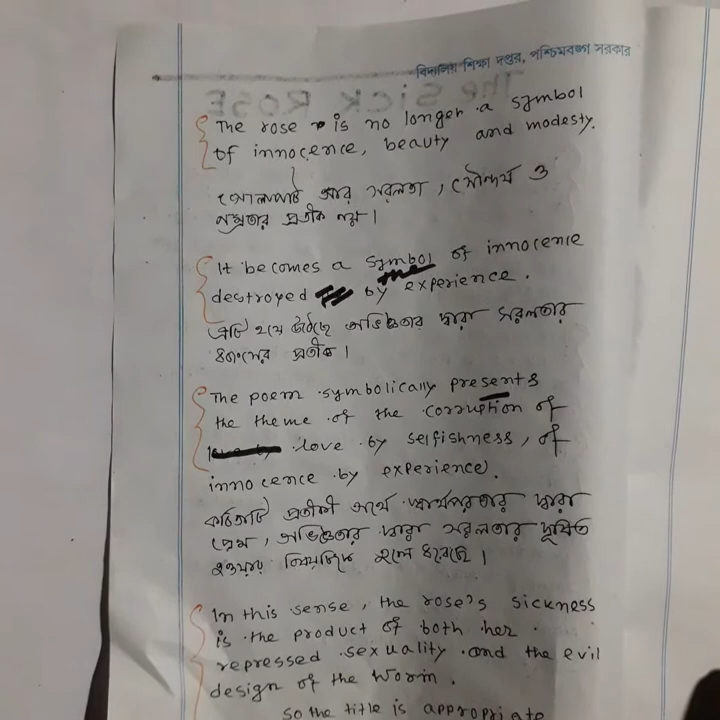 বিদ্যালয় শিক্ষা দপ্তর, পশ্চিমবঙ্গ সরকার
THE SICK ROSE
The rose is no longer a symbol
of innocence, beauty and modesty.
গোলাপটি আর সরলতা, সৌন্দর্য ও
নম্রতার প্রতীক নয়।
It becomes a symbol of innocence
destroyed by the experience.
এটি হয়ে উঠেছে অভিজ্ঞতার দ্বারা সরলতার
ধ্বংসের প্রতীক।
The poem symbolically presents
the theme of the corruption of
love by selfishness, of
innocence by experience.
কবিতাটি প্রতীকী অর্থে স্বার্থপরতার দ্বারা
প্রেম, অভিজ্ঞতার দ্বারা সরলতার দূষিত
হওয়ার বিষয়টিকে তুলে ধরেছে।
In this sense, the rose's sickness
is the product of both her
repressed sexuality and the evil
design of the Worm.
so the title is appropriate